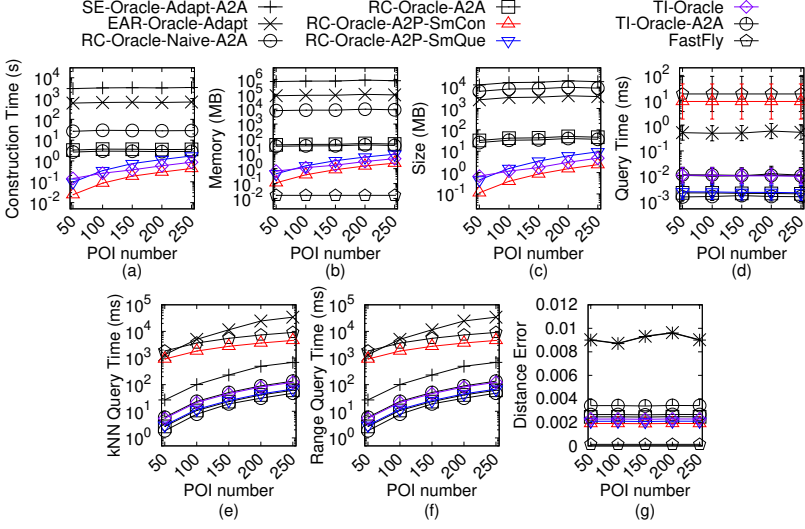 SE-Oracle-Adapt-A2A RC-Oracle-A2A TI-Oracle
EAR-Oracle-Adapt RC-Oracle-A2P-SmCon TI-Oracle-A2A
RC-Oracle-Naive-A2A RC-Oracle-A2P-SmQue FastFly
Construction Time (s)
10^4
10^3
10^2
10^1
10^0
10^-1
10^-2
50 100 150 200 250
POI number
(a)
Memory (MB)
10^6
10^5
10^4
10^3
10^2
10^1
10^0
10^-1
10^-2
50 100 150 200 250
POI number
(b)
Size (MB)
10^4
10^3
10^2
10^1
10^0
10^-1
50 100 150 200 250
POI number
(c)
Query Time (ms)
10^2
10^1
10^0
10^-1
10^-2
10^-3
50 100 150 200 250
POI number
(d)
kNN Query Time (ms)
10^5
10^4
10^3
10^2
10^1
10^0
50 100 150 200 250
POI number
(e)
Range Query Time (ms)
10^5
10^4
10^3
10^2
10^1
10^0
50 100 150 200 250
POI number
(f)
Distance Error
0.012
0.01
0.008
0.006
0.004
0.002
0
50 100 150 200 250
POI number
(g)